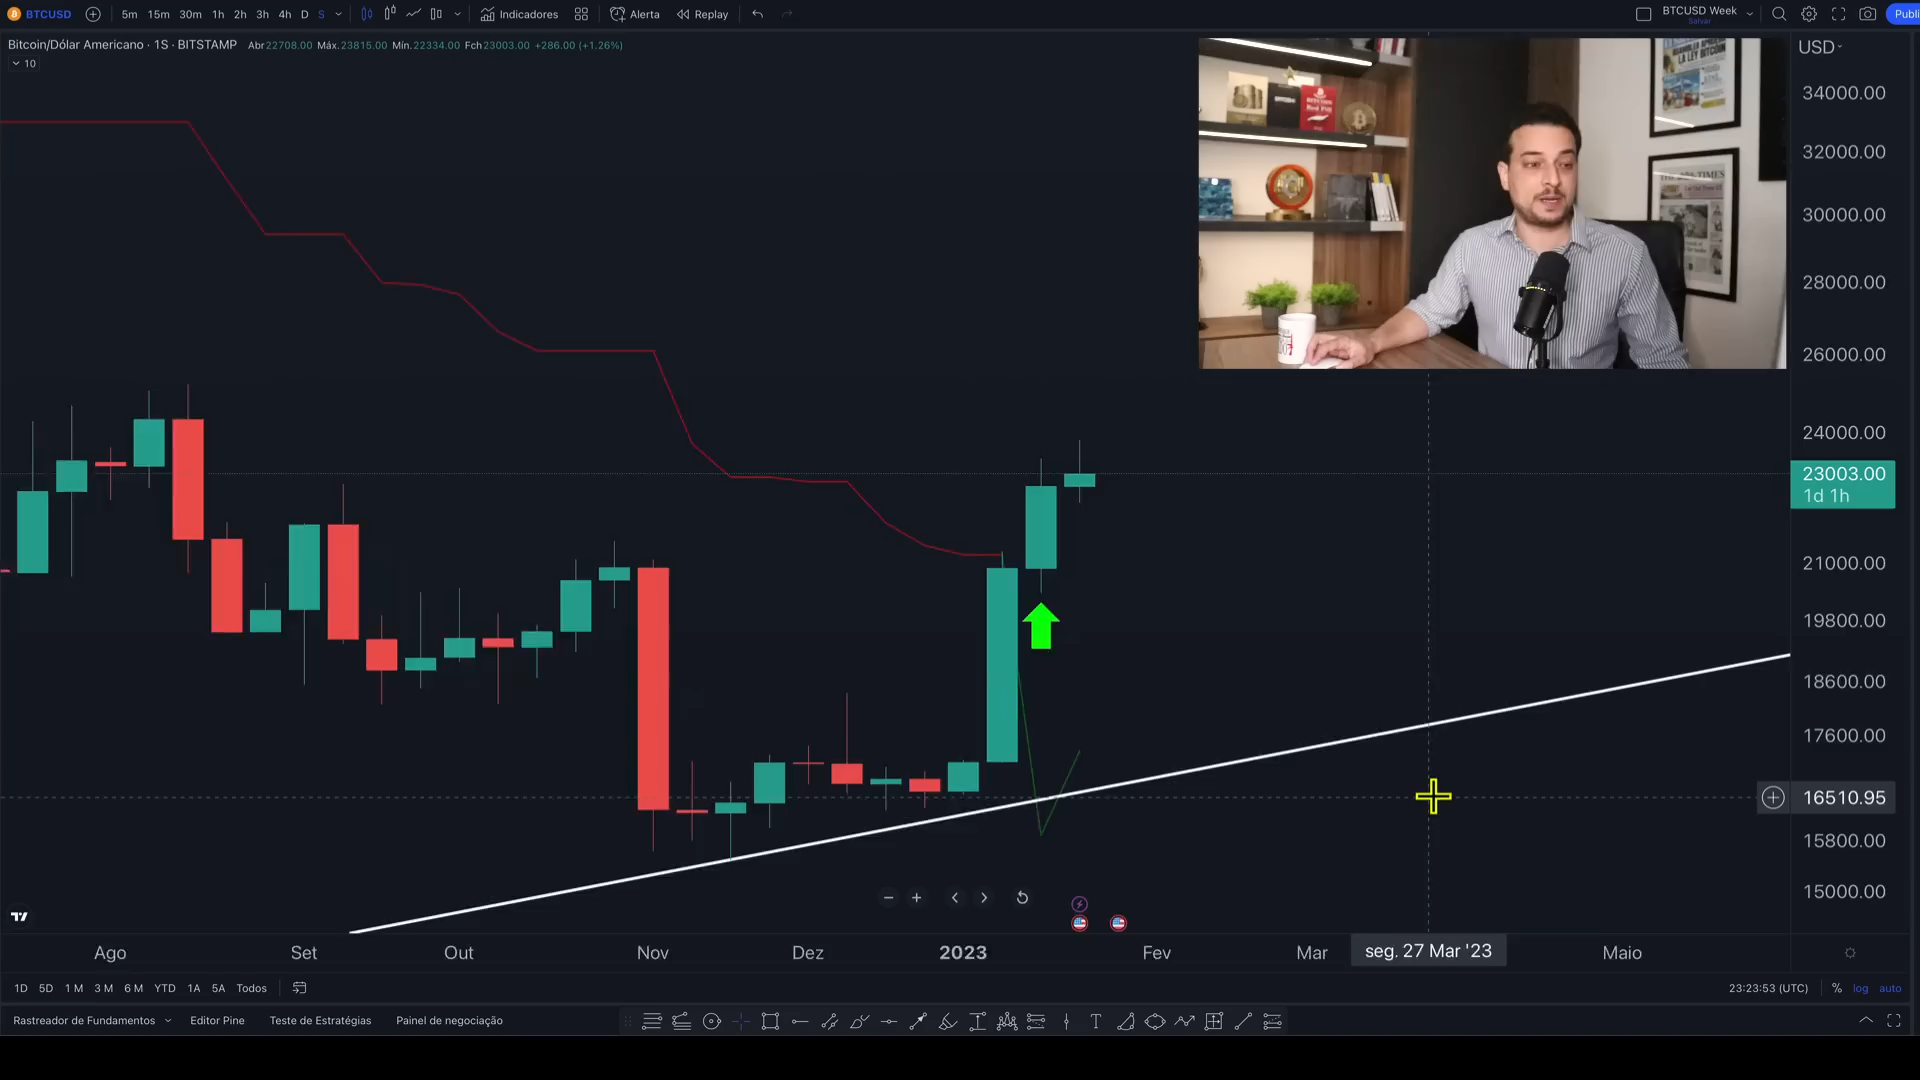 BTCUSD 5m 15m 30m 1h 2h 3h 4h D S Indicadores Alerta Replay BTCUSD Week Salvar Publi
Bitcoin/Dólar Americano · 1S · BITSTAMP Abr22708.00 Máx.23815.00 Mín.22334.00 Fch23003.00 +286.00 (+1.26%)
10
USD
34000.00
32000.00
30000.00
28000.00
26000.00
24000.00
23003.00
1d 1h
21000.00
19800.00
18600.00
17600.00
16510.95
15800.00
15000.00
Ago Set Out Nov Dez 2023 Fev Mar seg. 27 Mar '23 Maio
1D 5D 1 M 3 M 6 M YTD 1A 5A Todos 23:23:53 (UTC) % log auto
Rastreador de Fundamentos Editor Pine Teste de Estratégias Painel de negociação T